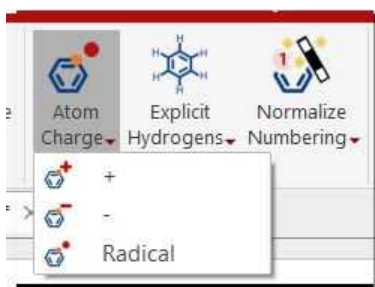 Atom Explicit Normalize
Charge Hydrogens Numbering
+
-
Radical